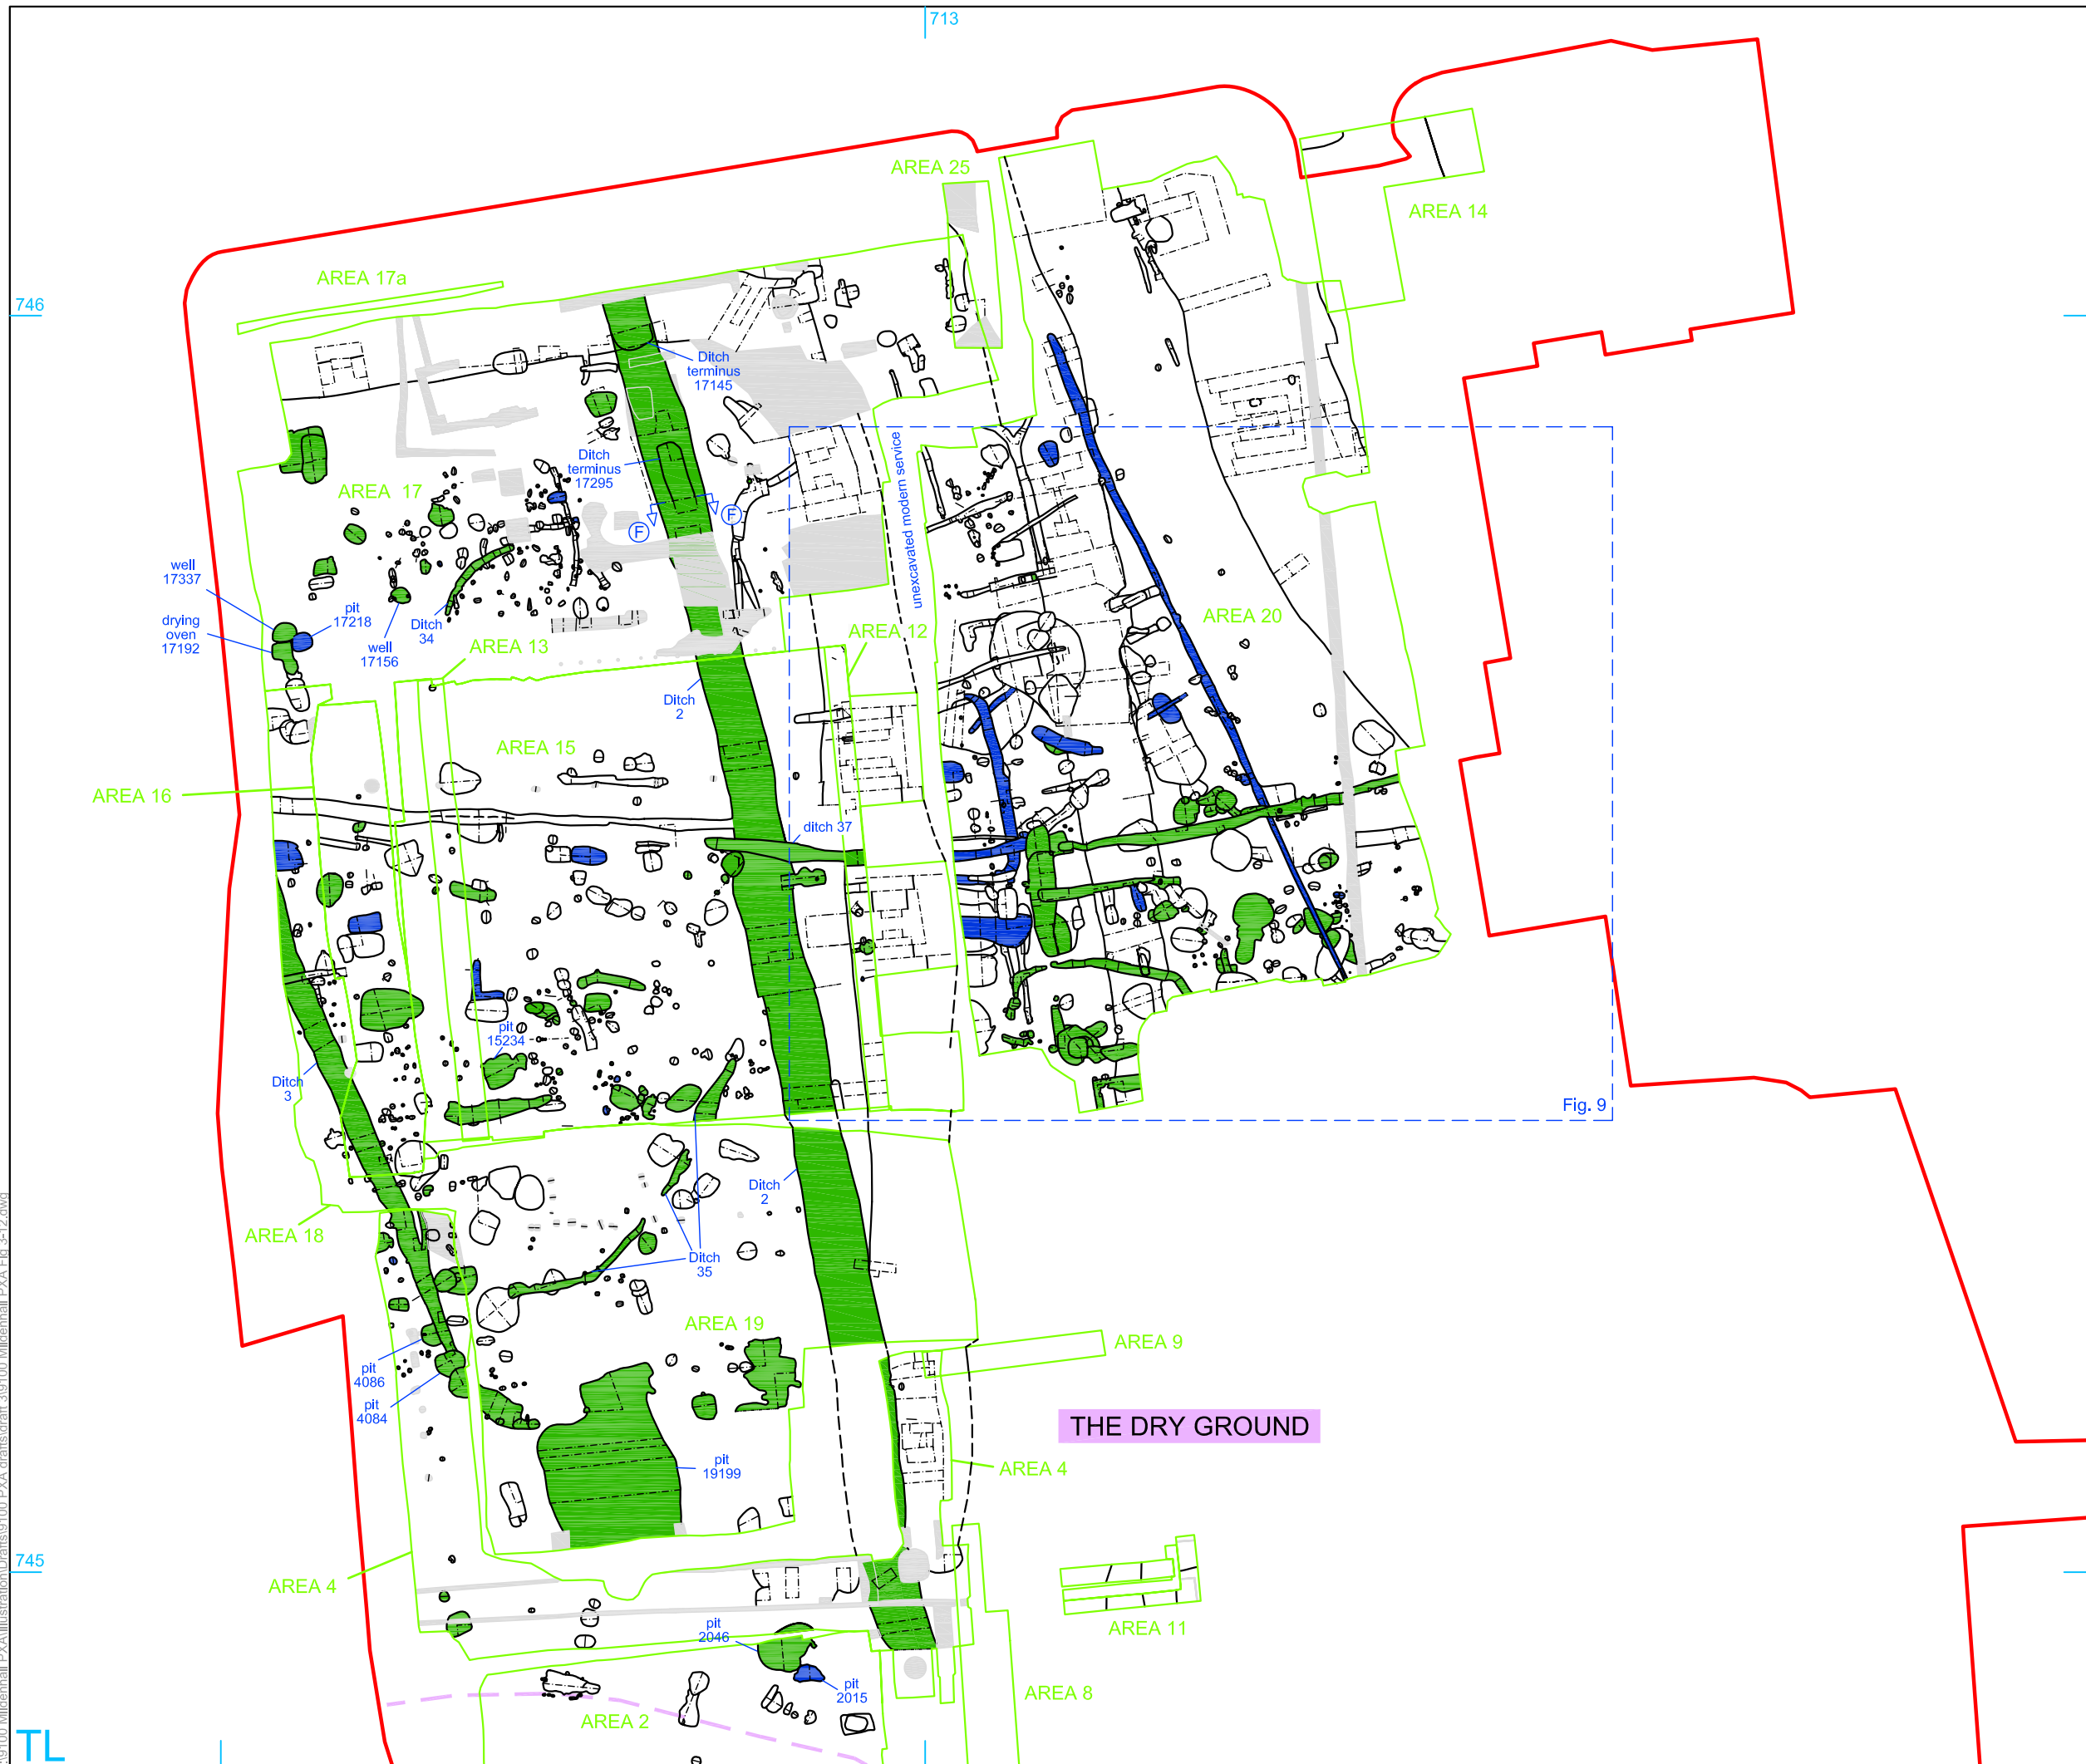 713
AREA 25
AREA 14
AREA 17a
746
Ditch
terminus
17145
unexcavated modern service
Ditch
terminus
17295
AREA 17
F
F
well
17337
pit
17218
drying
oven
17192
Ditch
34
well
17156
AREA 13
AREA 12
AREA 20
Ditch
2
AREA 15
AREA 16
ditch 37
pit
15234
Ditch
3
Fig. 9
Ditch
2
AREA 18
Ditch
35
AREA 19
AREA 9
pit
4086
pit
4084
THE DRY GROUND
pit
19199
AREA 4
745
AREA 4
AREA 11
pit
2046
pit
2015
AREA 8
AREA 2
TL